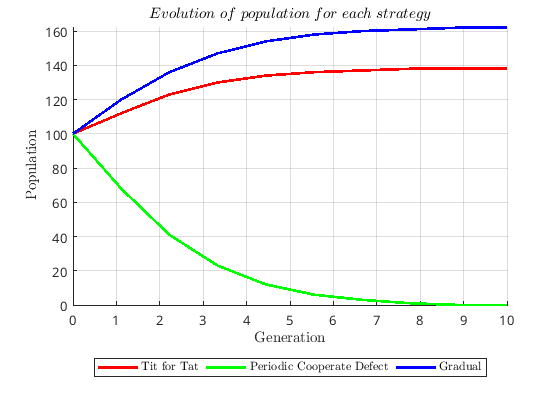 Evolution of population for each strategy
160
140
120
100
80
60
40
20
0
Population
0 1 2 3 4 5 6 7 8 9 10
Generation
Tit for Tat Periodic Cooperate Defect Gradual